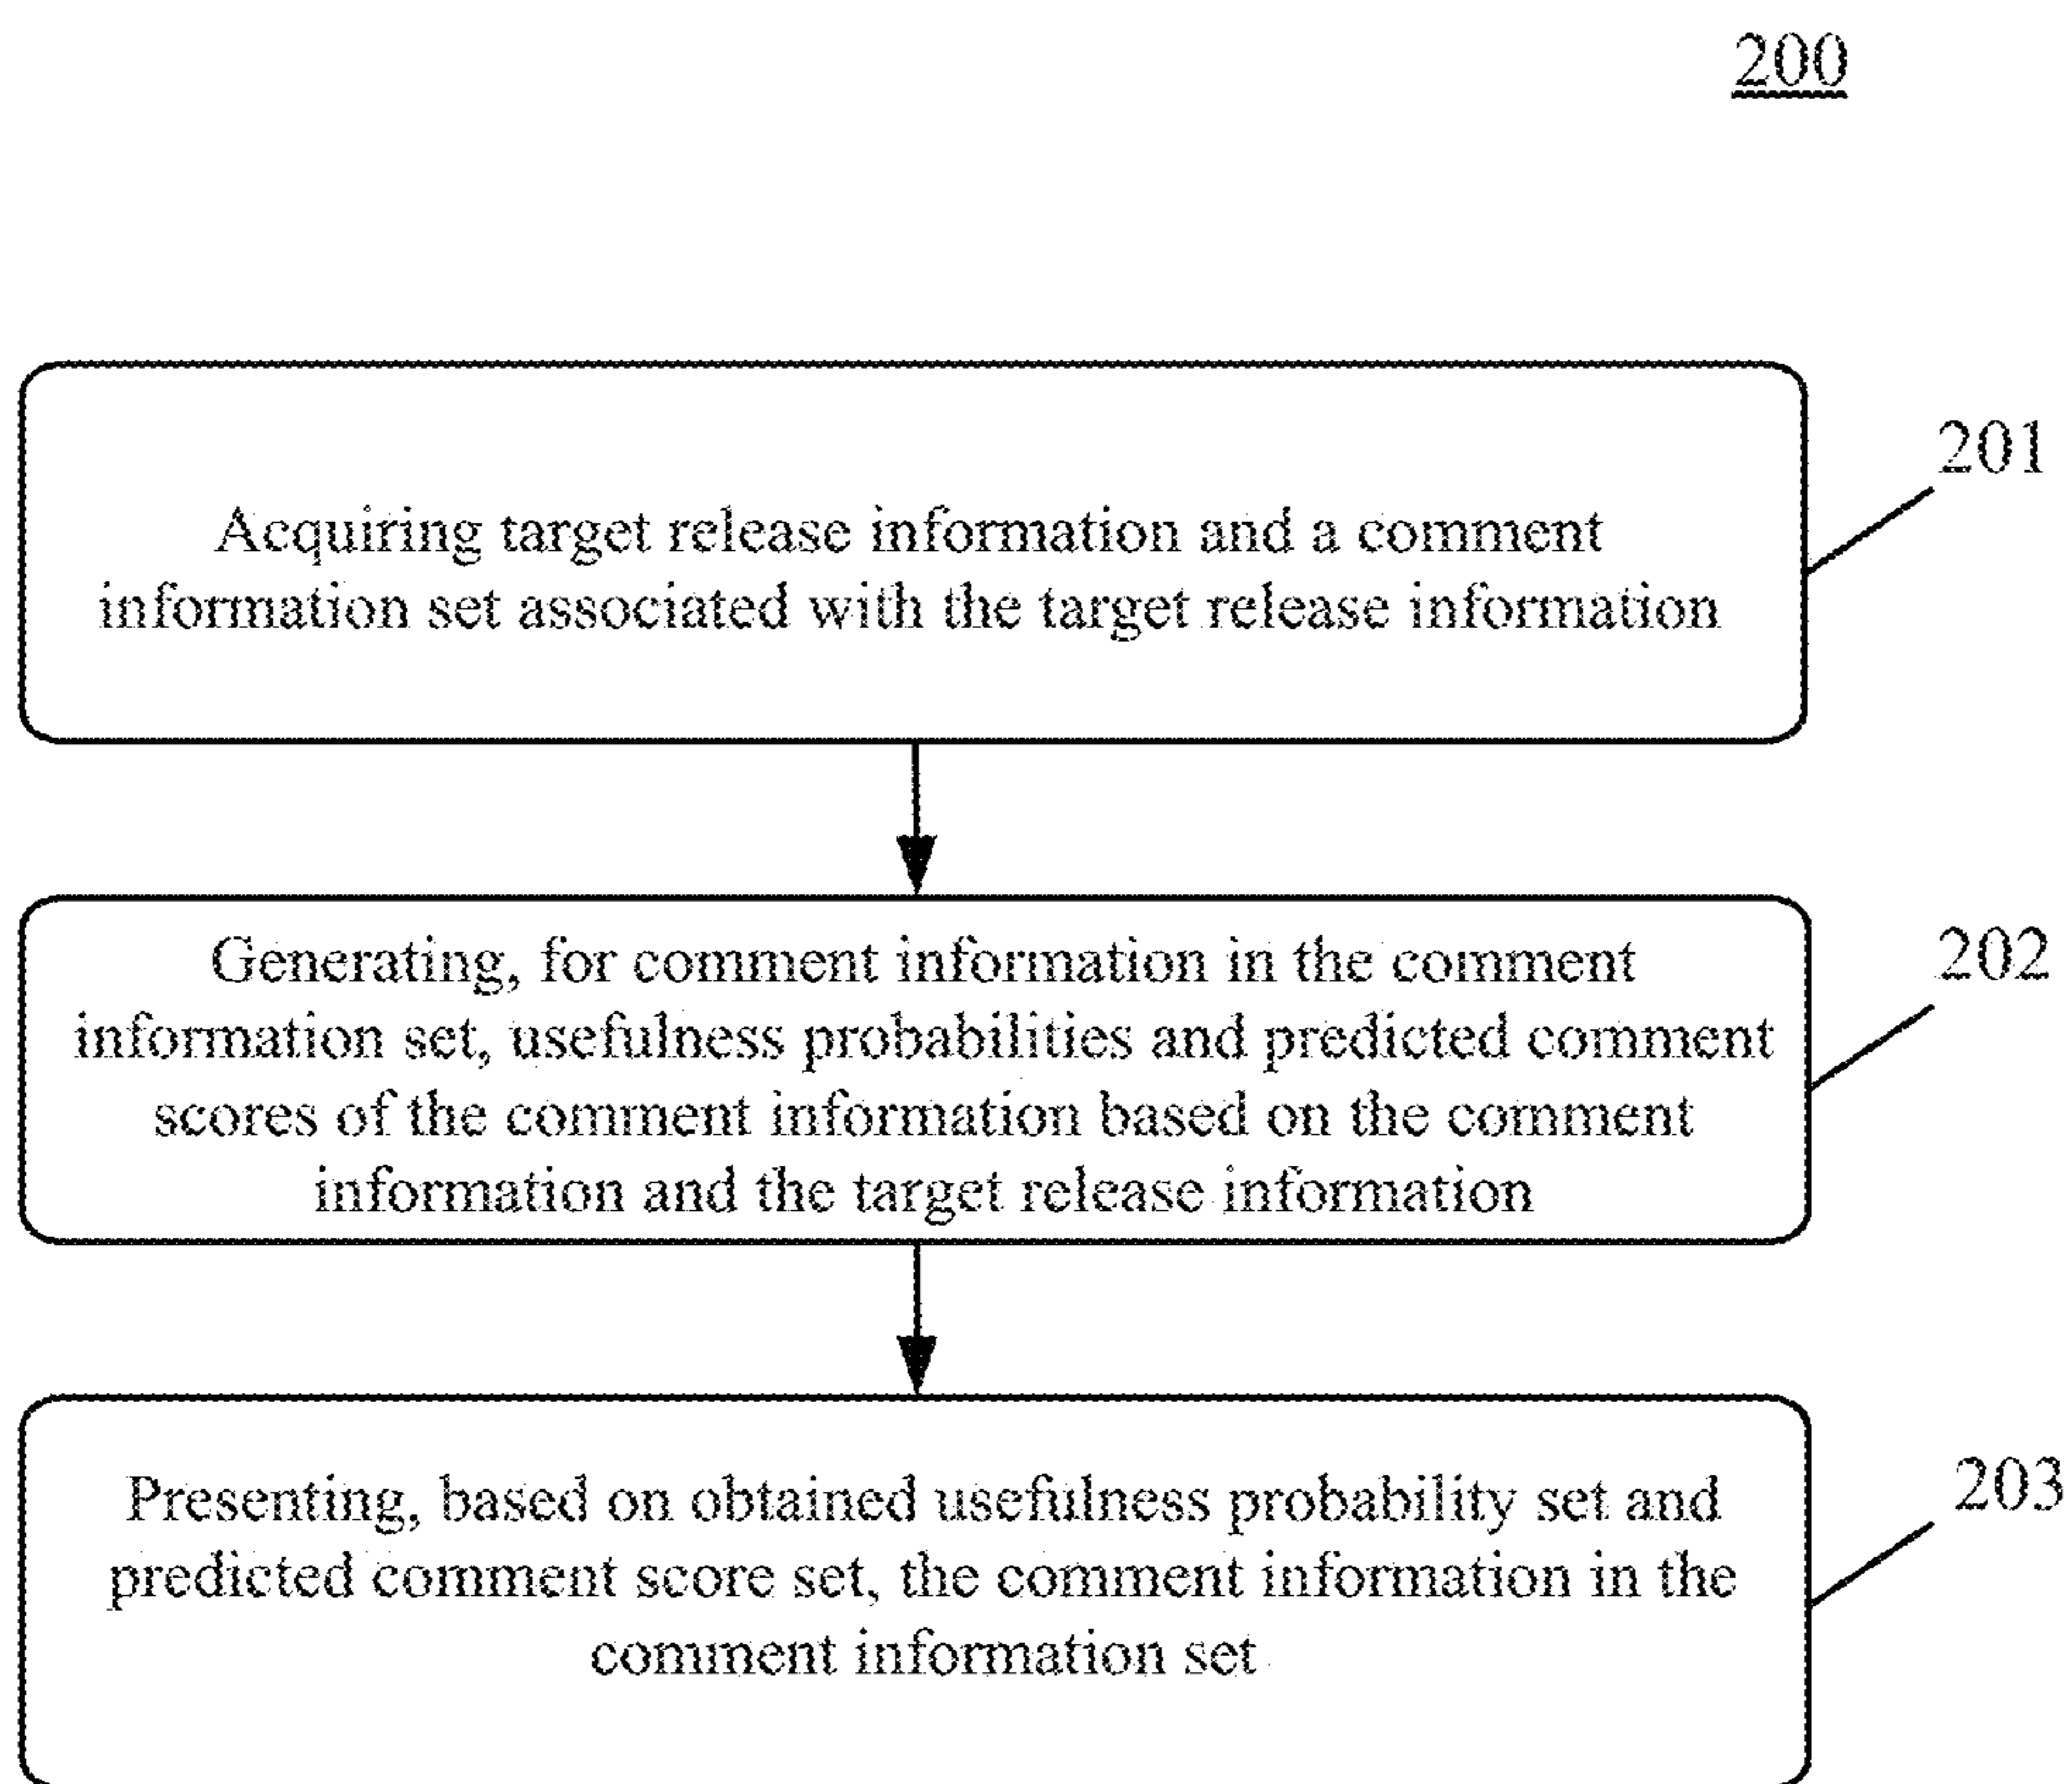 200
201
Acquiring target release information and a comment
information set associated with the target release information
202
Generating, for comment information in the comment
information set, usefulness probabilities and predicted comment
scores of the comment information based on the comment
information and the target release information
203
Presenting, based on obtained usefulness probability set and
predicted comment score set, the comment information in the
comment information set